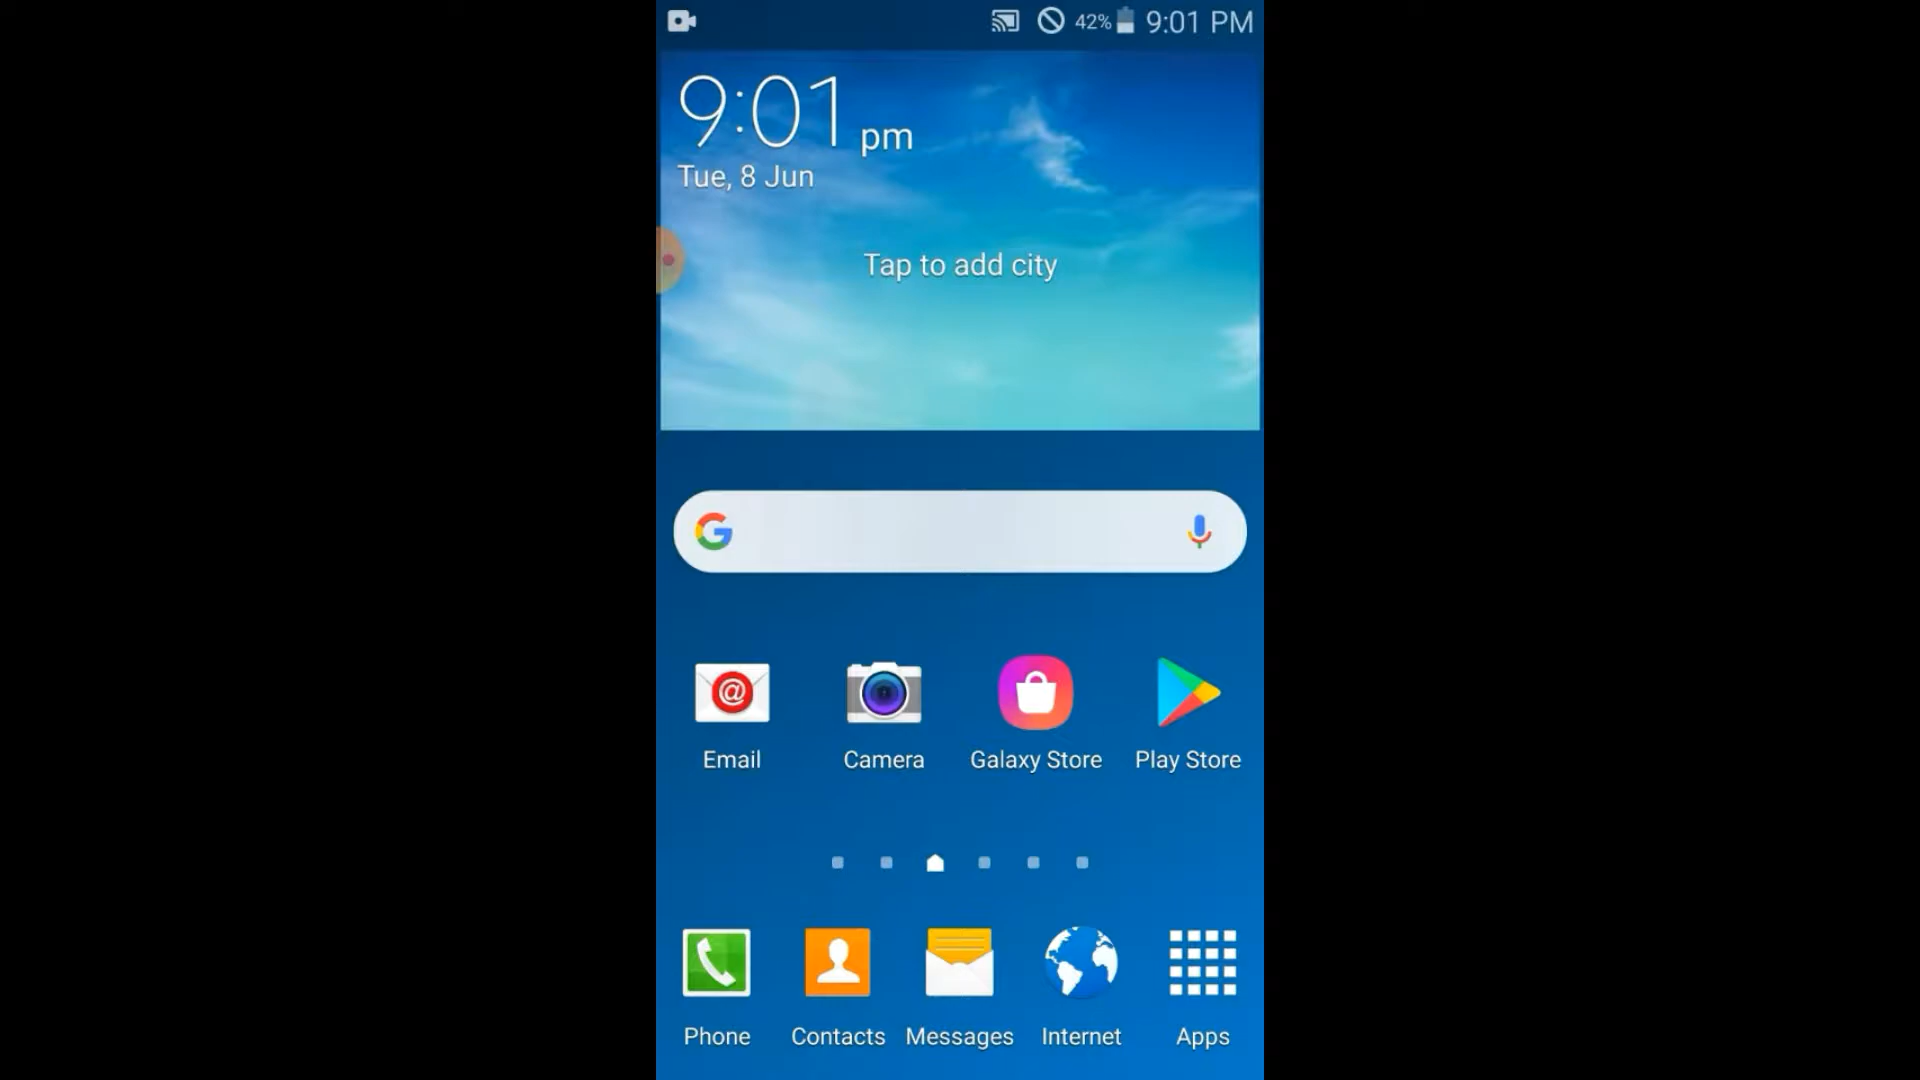 42% 9:01 PM
9:01 pm
Tue, 8 Jun
Tap to add city
Email Camera Galaxy Store Play Store
Phone Contacts Messages Internet Apps